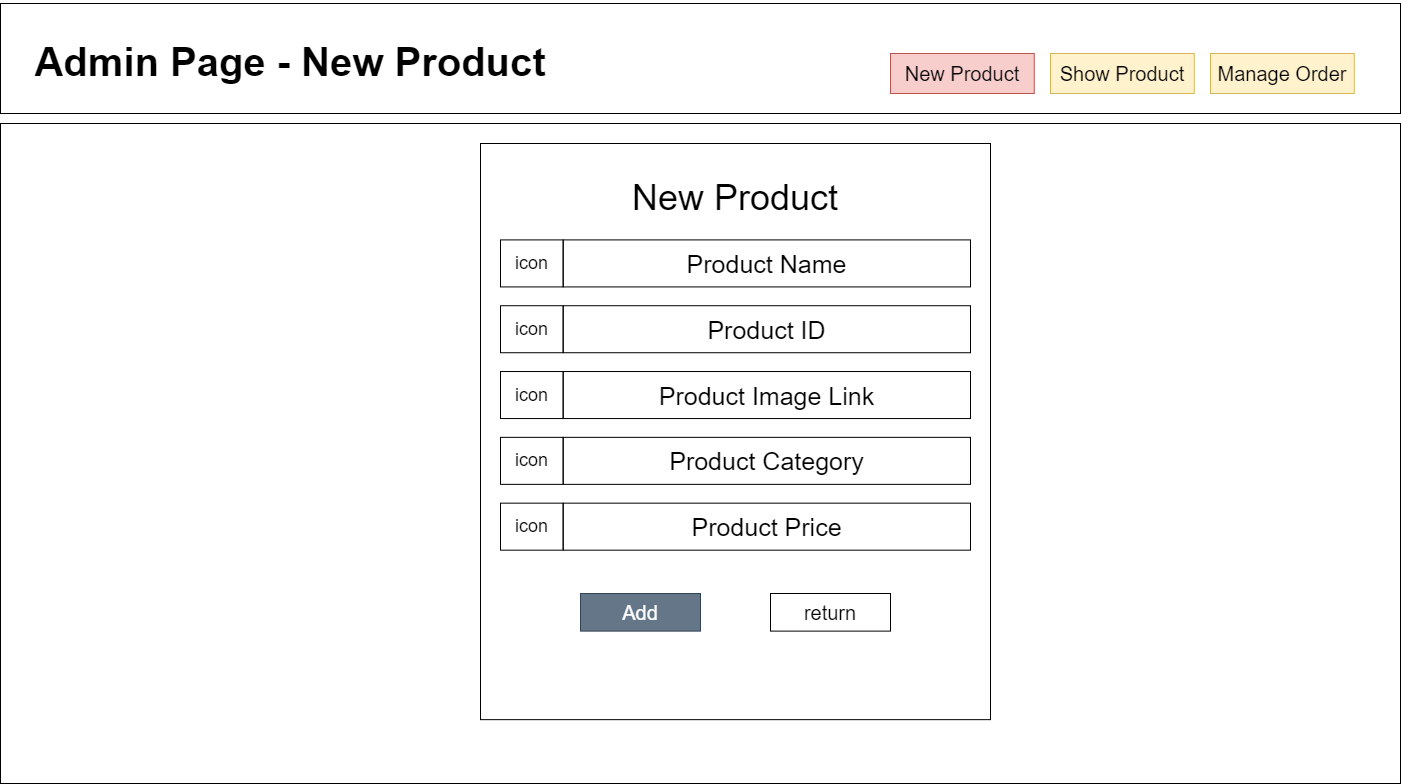 Admin Page - New Product
New Product
Show Product
Manage Order
New Product
icon
Product Name
icon
Product ID
icon
Product Image Link
icon
Product Category
icon
Product Price
Add
return